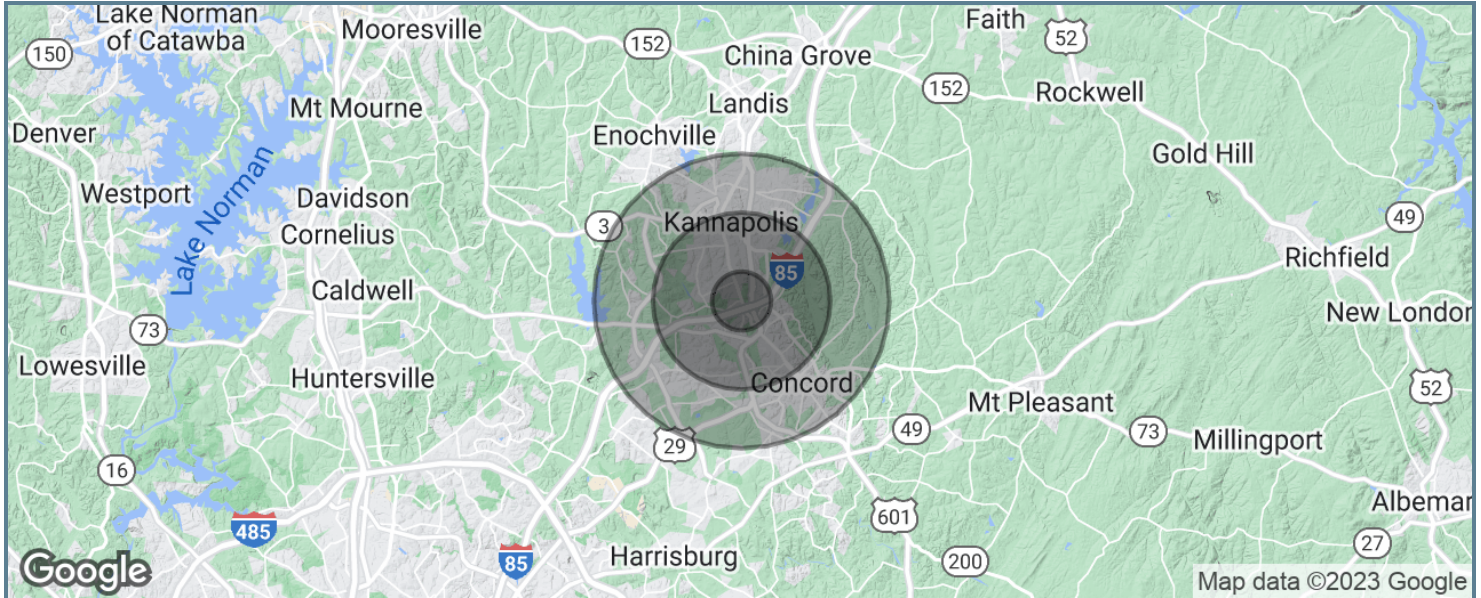 Lake Norman
of Catawba
Mooresville
Faith
52
150
152
China Grove
152
Rockwell
Mt Mourne
Landis
Denver
Enochville
Gold Hill
Westport
Davidson
Lake Norman
3
Kannapolis
49
Cornelius
85
Richfield
Caldwell
New London
73
Lowesville
Huntersville
Concord
52
Mt Pleasant
49
29
73
Millingport
16
Albemar
485
601
85
Harrisburg
200
27
Google
Map data ©2023 Google